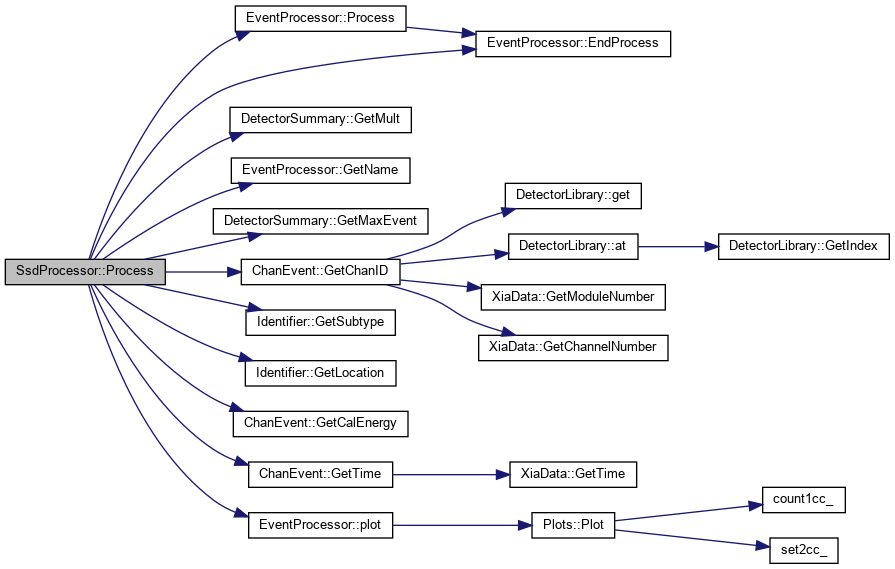 EventProcessor::Process
EventProcessor::EndProcess
DetectorSummary::GetMult
EventProcessor::GetName
DetectorLibrary::get
DetectorSummary::GetMaxEvent
DetectorLibrary::at
DetectorLibrary::GetIndex
SsdProcessor::Process
ChanEvent::GetChanID
XiaData::GetModuleNumber
Identifier::GetSubtype
XiaData::GetChannelNumber
Identifier::GetLocation
ChanEvent::GetCalEnergy
ChanEvent::GetTime
XiaData::GetTime
count1cc_
EventProcessor::plot
Plots::Plot
set2cc_